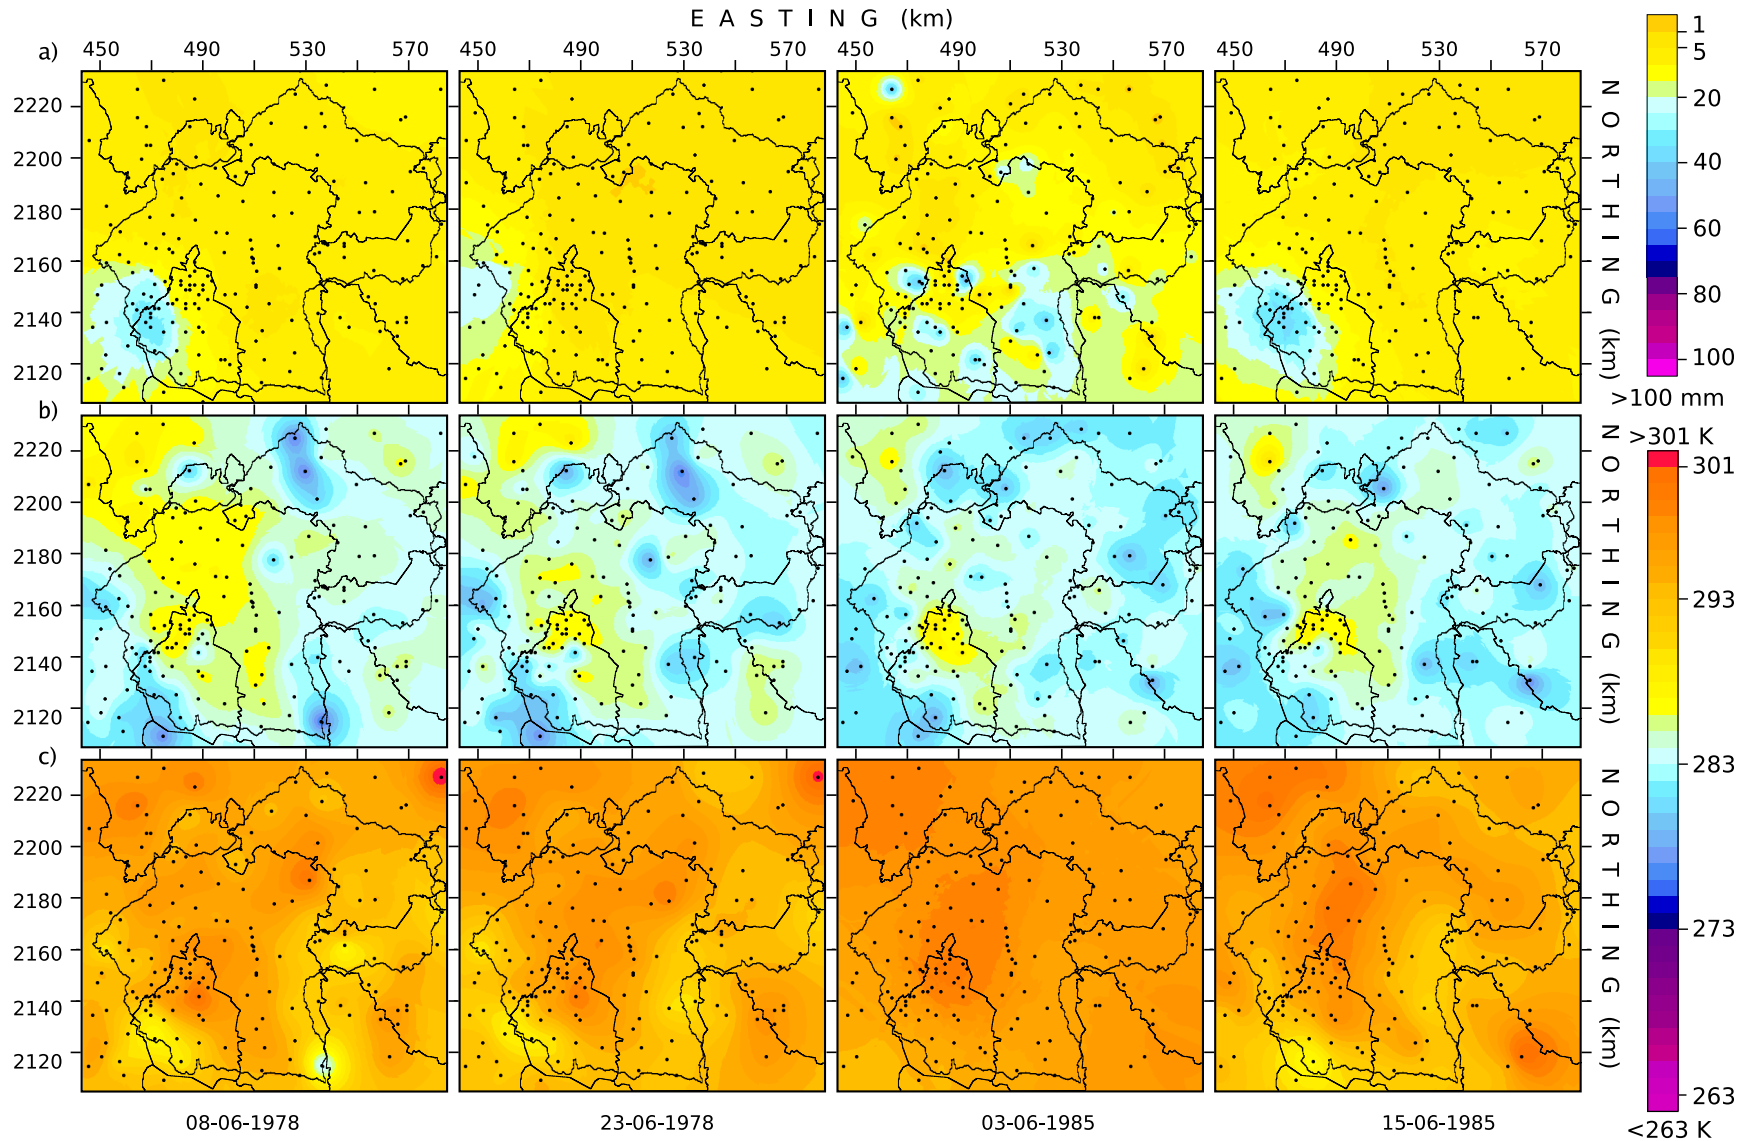 E A S T I N G (km)
a) 450 490 530 570 450 490 530 570 450 490 530 570 450 490 530 570
2220
2200
2180
2160
2140
2120
N O R T H I N G (km)
1
5
20
40
60
80
100
>100 mm
b)
2220
2200
2180
2160
2140
2120
N O R T H I N G (km)
>301 K
301
293
283
273
263
<263 K
c)
2220
2200
2180
2160
2140
2120
N O R T H I N G (km)
08-06-1978 23-06-1978 03-06-1985 15-06-1985